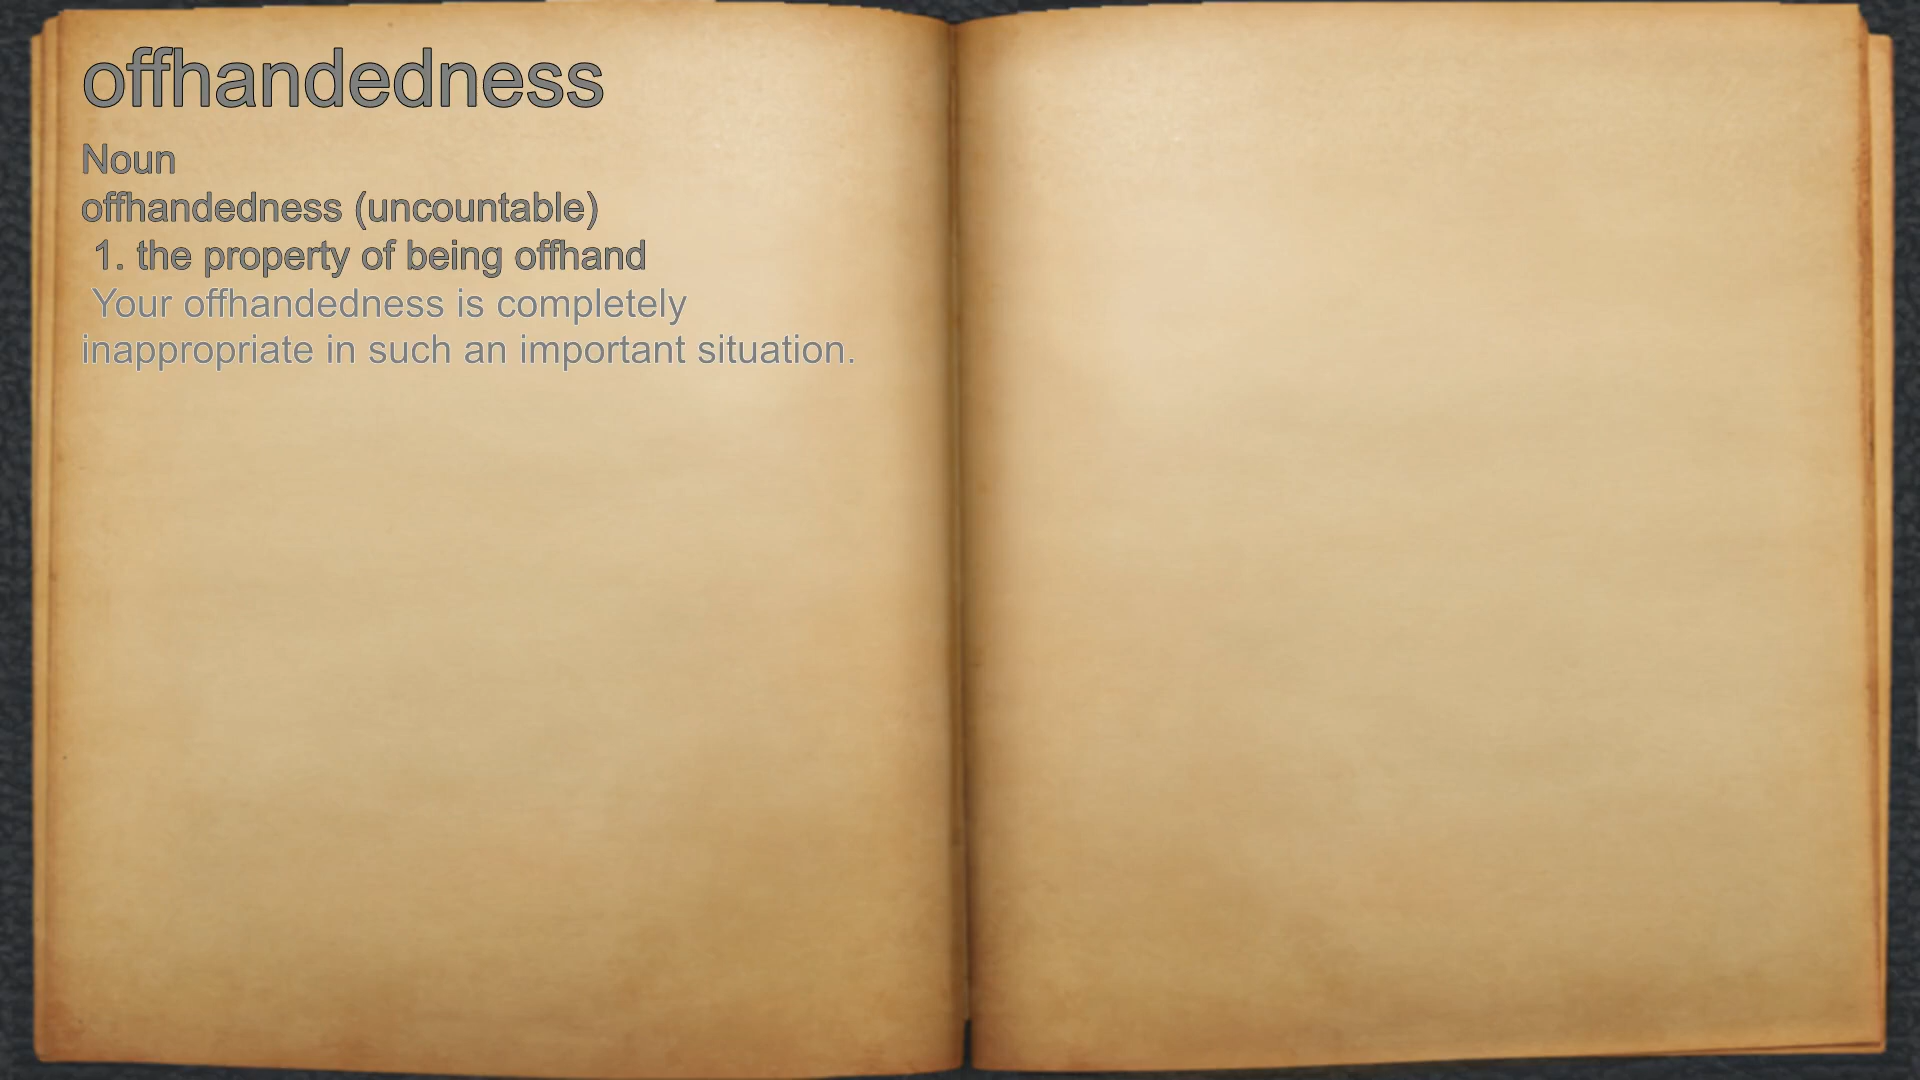 offhandedness
Noun
offhandedness (uncountable)
1. the property of being offhand
Your offhandedness is completely
inappropriate in such an important situation.